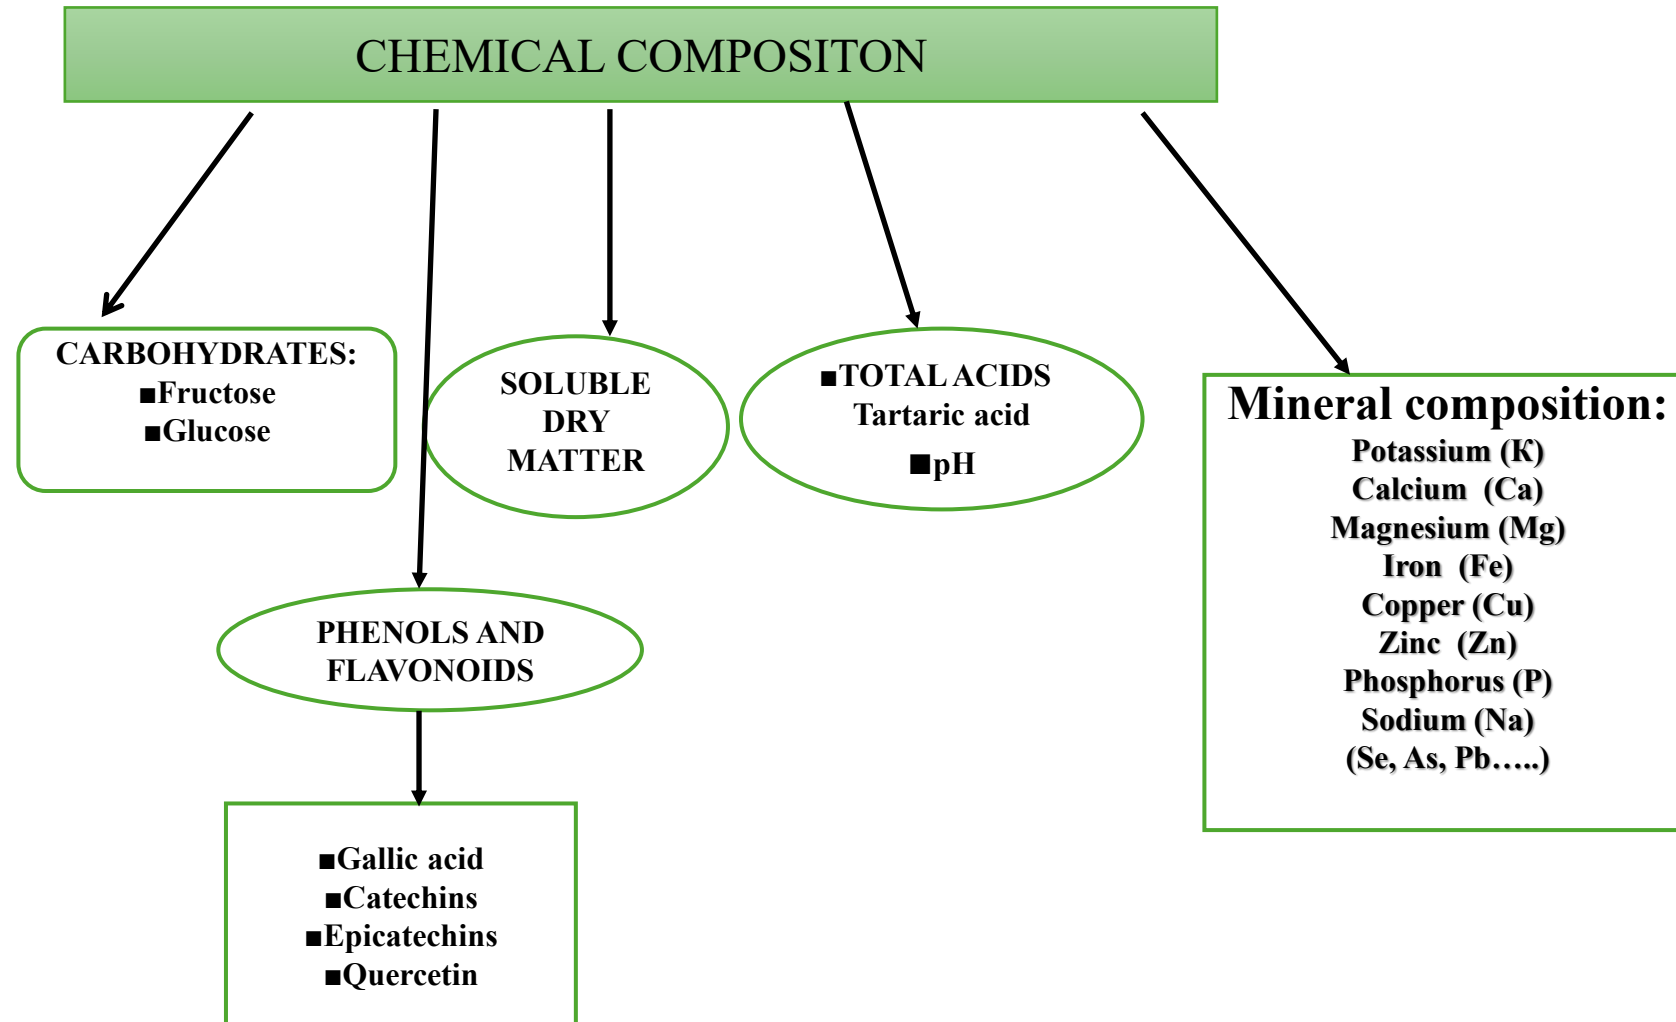 CHEMICAL COMPOSITON
CARBOHYDRATES:
■Fructose
■Glucose
SOLUBLE
DRY
MATTER
■TOTAL ACIDS
Tartaric acid
■pH
Mineral composition:
Potassium (K)
Calcium (Ca)
Magnesium (Mg)
Iron (Fe)
Copper (Cu)
Zinc (Zn)
Phosphorus (P)
Sodium (Na)
(Se, As, Pb…..)
PHENOLS AND
FLAVONOIDS
■Gallic acid
■Catechins
■Epicatechins
■Quercetin